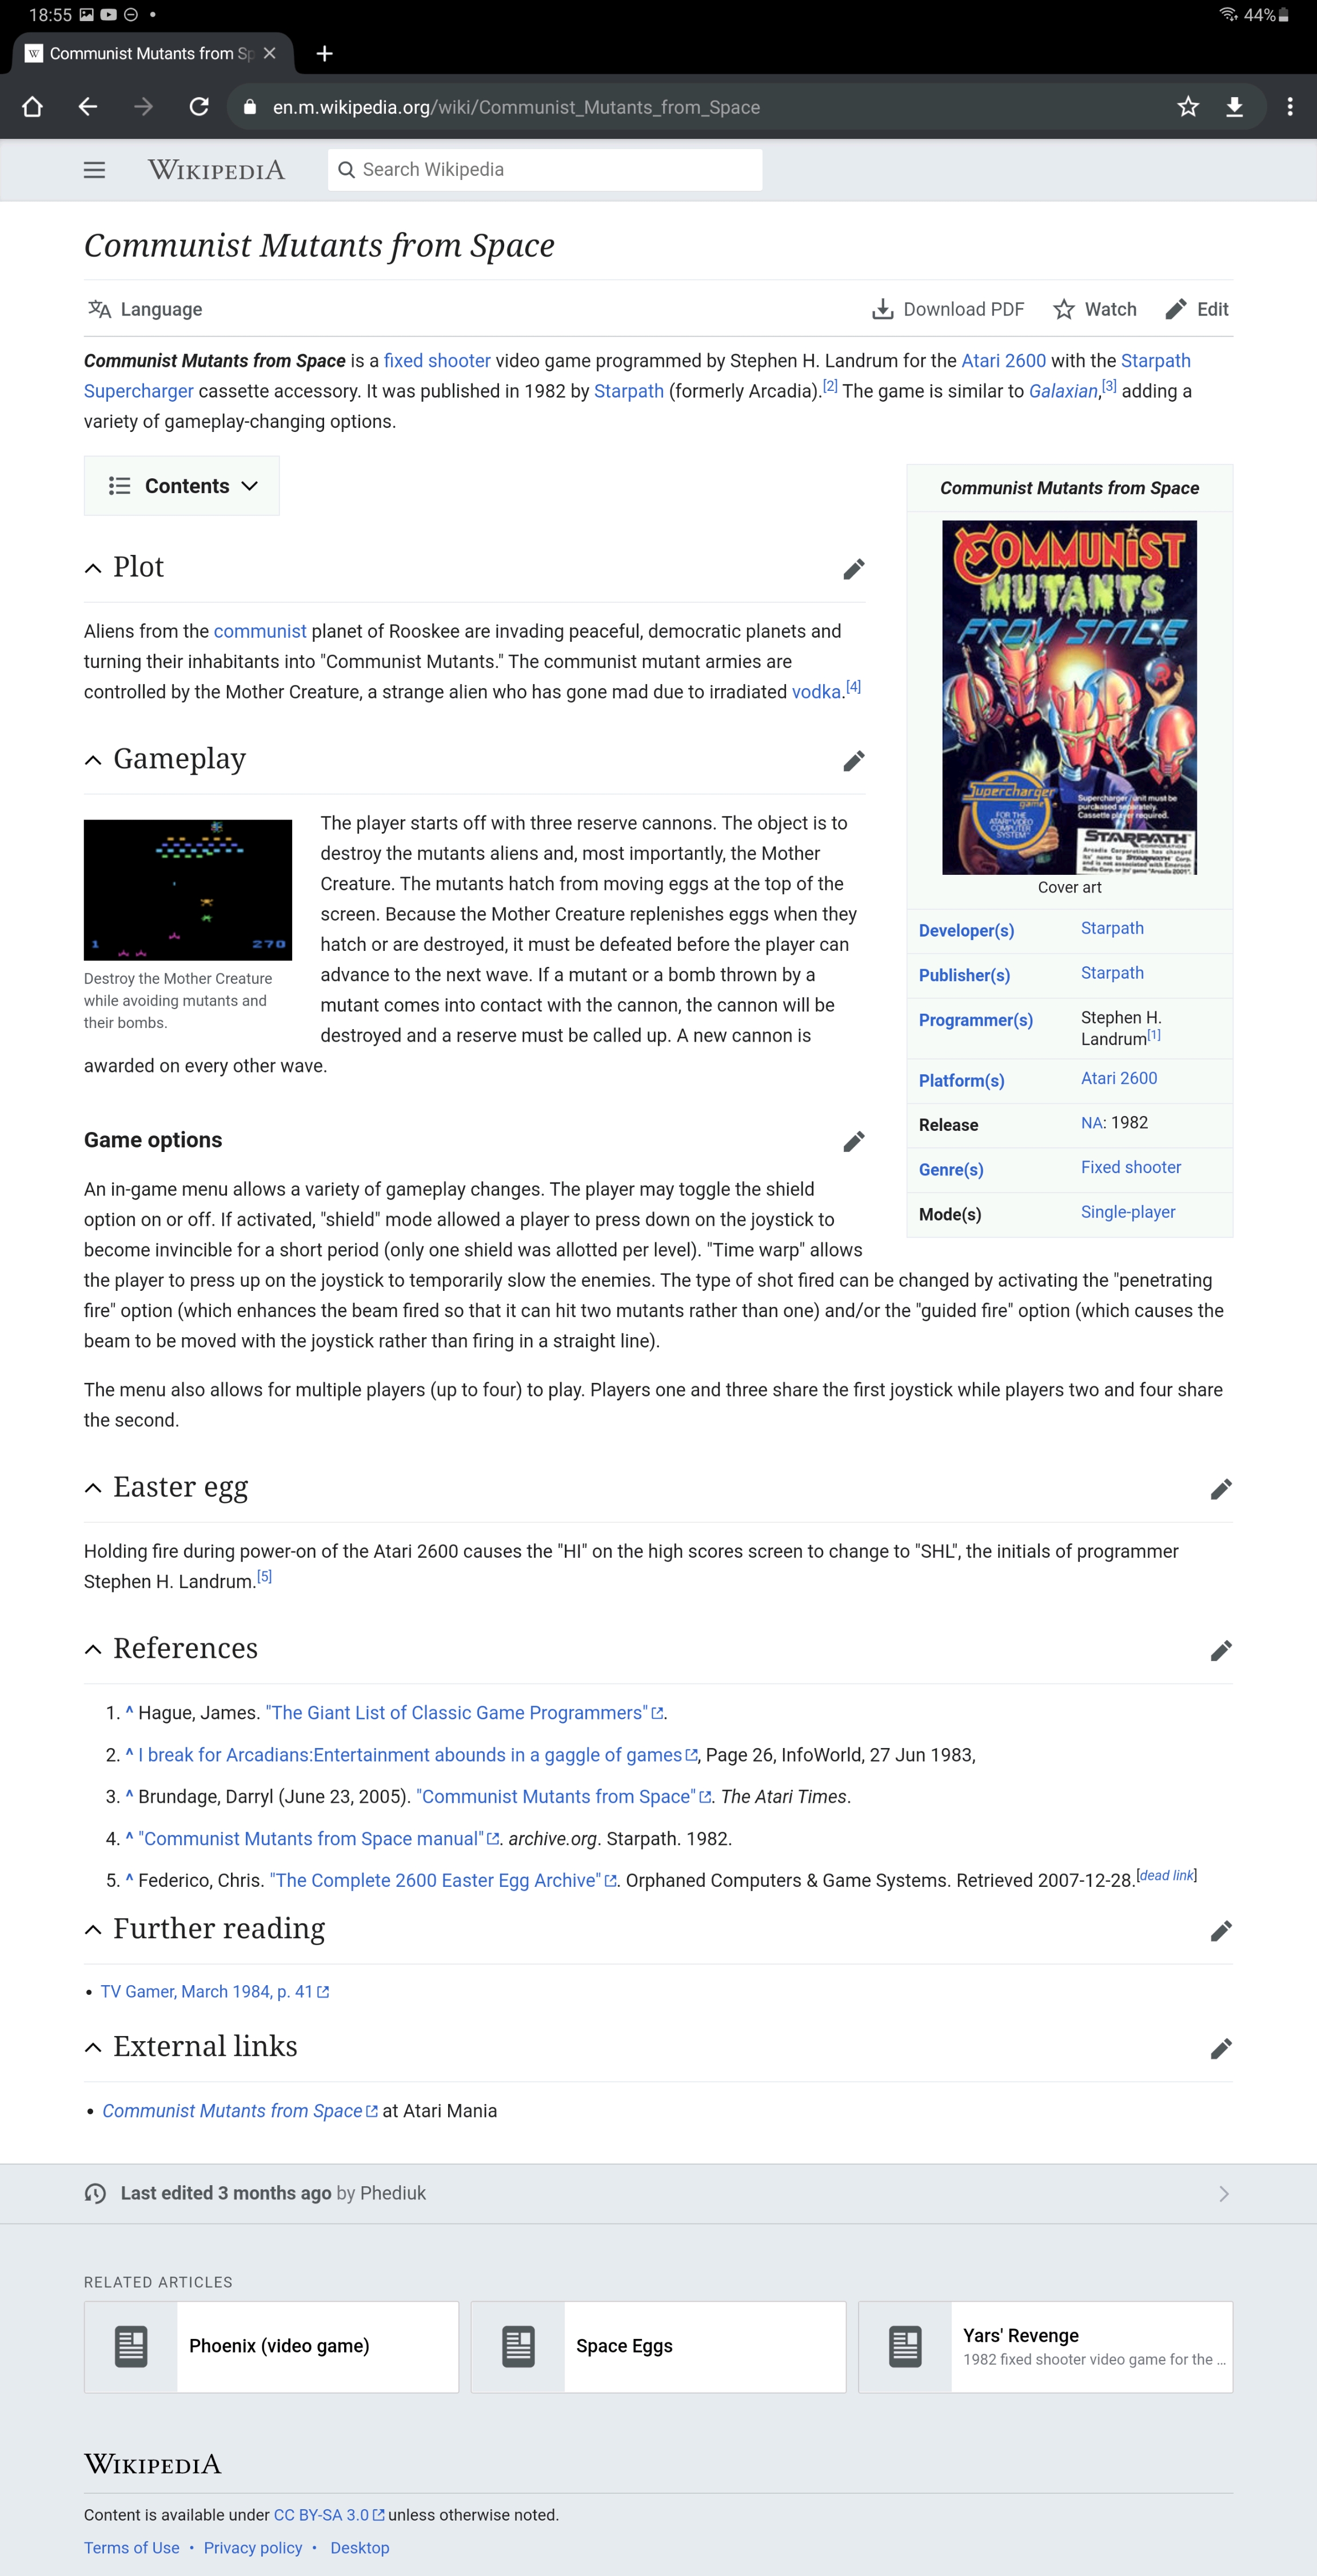 18:55
44%
Communist Mutants from Sp
en.m.wikipedia.org/wiki/Communist_Mutants_from_Space
WIKIPEDIA
Search Wikipedia
Communist Mutants from Space
Language
Download PDF
Watch
Edit
Communist Mutants from Space is a fixed shooter video game programmed by Stephen H. Landrum for the Atari 2600 with the Starpath
Supercharger cassette accessory. It was published in 1982 by Starpath (formerly Arcadia).[2] The game is similar to Galaxian,[3] adding a
variety of gameplay-changing options.
Contents
Plot
Aliens from the communist planet of Rooskee are invading peaceful, democratic planets and
turning their inhabitants into "Communist Mutants." The communist mutant armies are
controlled by the Mother Creature, a strange alien who has gone mad due to irradiated vodka.[4]
Gameplay
1 270
Destroy the Mother Creature
while avoiding mutants and
their bombs.
The player starts off with three reserve cannons. The object is to
destroy the mutants aliens and, most importantly, the Mother
Creature. The mutants hatch from moving eggs at the top of the
screen. Because the Mother Creature replenishes eggs when they
hatch or are destroyed, it must be defeated before the player can
advance to the next wave. If a mutant or a bomb thrown by a
mutant comes into contact with the cannon, the cannon will be
destroyed and a reserve must be called up. A new cannon is
awarded on every other wave.
Communist Mutants from Space
COMMUNIST
MUTANTS
FROM SPACE
Supercharger
game
FOR THE
ATARI VIDEO
COMPUTER
SYSTEM
Supercharger unit must be
purchased separately.
Cassette player required.
STARPATH
CORPORATION
Arcadia Corporation has changed
its' name to Starpath Corp.
and is not associated with Emerson
Radio Corp. or its' game "Arcadia 2001".
Cover art
Developer(s) Starpath
Publisher(s) Starpath
Programmer(s) Stephen H.
Landrum[1]
Platform(s) Atari 2600
Release NA: 1982
Genre(s) Fixed shooter
Mode(s) Single-player
Game options
An in-game menu allows a variety of gameplay changes. The player may toggle the shield
option on or off. If activated, "shield" mode allowed a player to press down on the joystick to
become invincible for a short period (only one shield was allotted per level). "Time warp" allows
the player to press up on the joystick to temporarily slow the enemies. The type of shot fired can be changed by activating the "penetrating
fire" option (which enhances the beam fired so that it can hit two mutants rather than one) and/or the "guided fire" option (which causes the
beam to be moved with the joystick rather than firing in a straight line).
The menu also allows for multiple players (up to four) to play. Players one and three share the first joystick while players two and four share
the second.
Easter egg
Holding fire during power-on of the Atari 2600 causes the "HI" on the high scores screen to change to "SHL", the initials of programmer
Stephen H. Landrum.[5]
References
1. ^ Hague, James. "The Giant List of Classic Game Programmers".
2. ^ I break for Arcadians:Entertainment abounds in a gaggle of games, Page 26, InfoWorld, 27 Jun 1983,
3. ^ Brundage, Darryl (June 23, 2005). "Communist Mutants from Space". The Atari Times.
4. ^ "Communist Mutants from Space manual". archive.org. Starpath. 1982.
5. ^ Federico, Chris. "The Complete 2600 Easter Egg Archive". Orphaned Computers & Game Systems. Retrieved 2007-12-28.[dead link]
Further reading
• TV Gamer, March 1984, p. 41
External links
• Communist Mutants from Space at Atari Mania
Last edited 3 months ago by Phediuk
RELATED ARTICLES
Phoenix (video game)
Space Eggs
Yars' Revenge
1982 fixed shooter video game for the ...
WIKIPEDIA
Content is available under CC BY-SA 3.0 unless otherwise noted.
Terms of Use • Privacy policy • Desktop